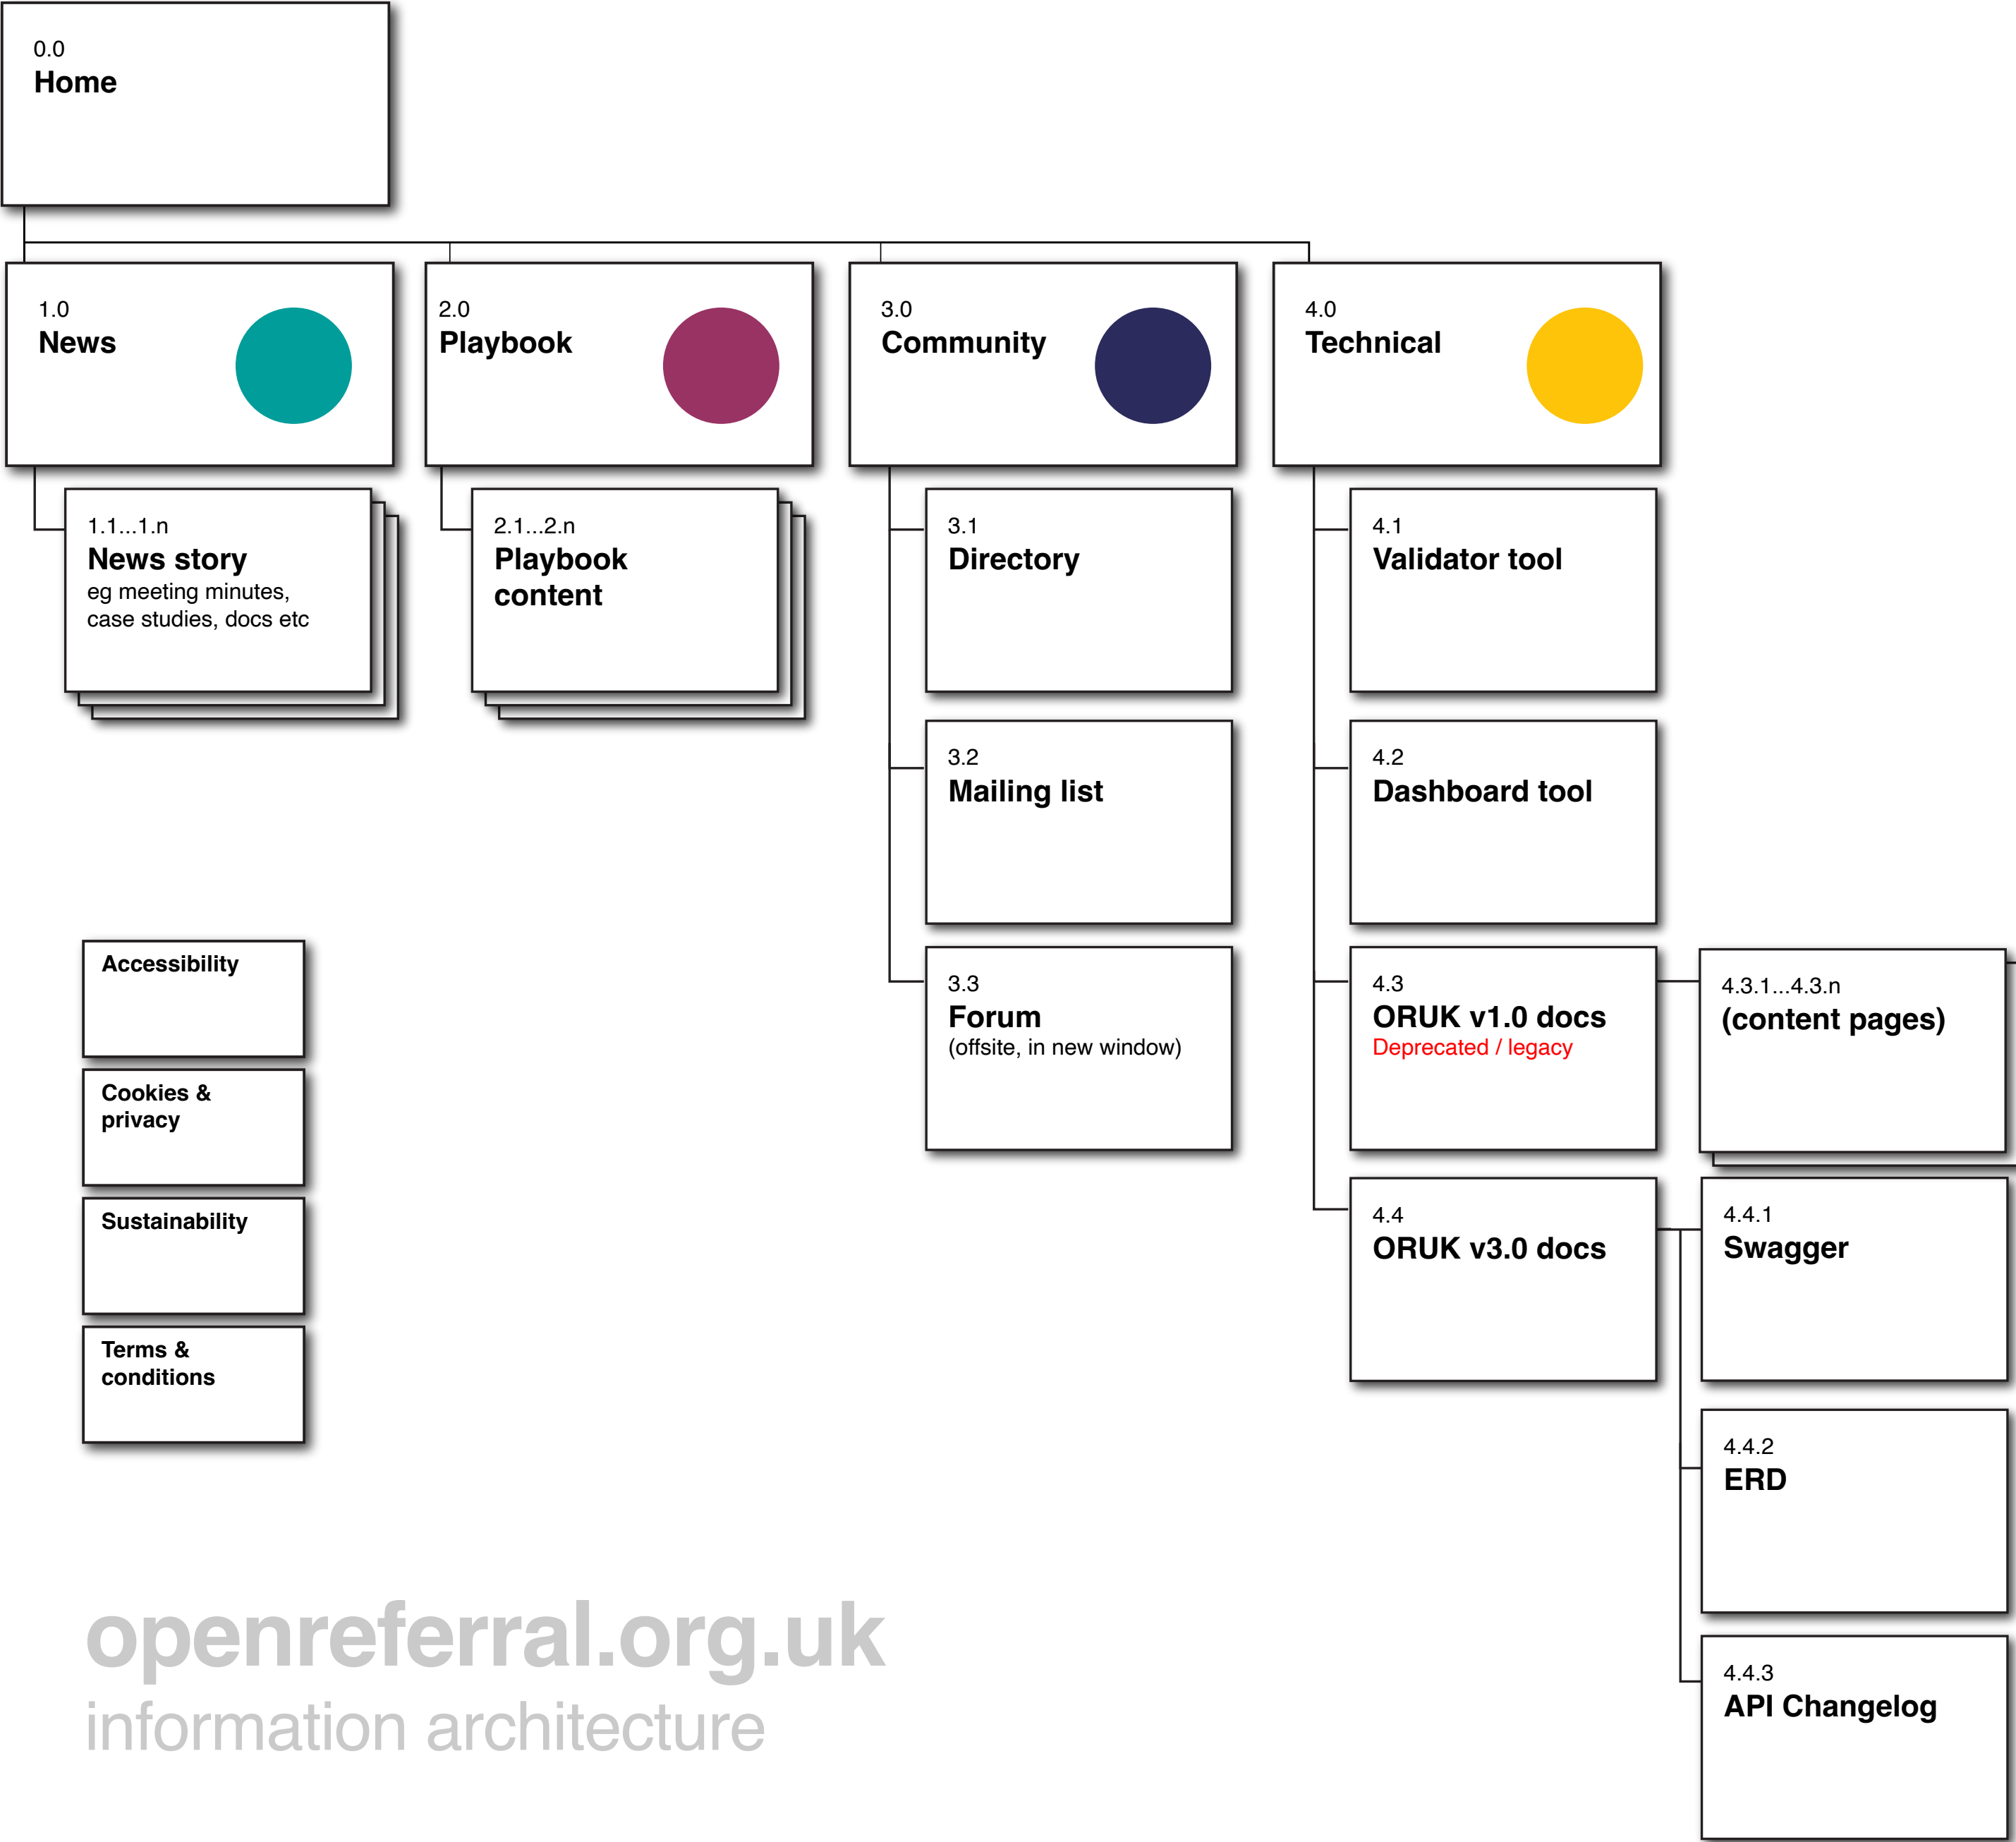 0.0
Home
1.0
News
2.0
Playbook
3.0
Community
4.0
Technical
1.1...1.n
News story
eg meeting minutes,
case studies, docs etc
2.1...2.n
Playbook
content
3.1
Directory
4.1
Validator tool
3.2
Mailing list
4.2
Dashboard tool
3.3
Forum
(offsite, in new window)
4.3
ORUK v1.0 docs
Deprecated / legacy
4.3.1...4.3.n
(content pages)
4.4
ORUK v3.0 docs
4.4.1
Swagger
4.4.2
ERD
4.4.3
API Changelog
Accessibility
Cookies &
privacy
Sustainability
Terms &
conditions
openreferral.org.uk
information architecture